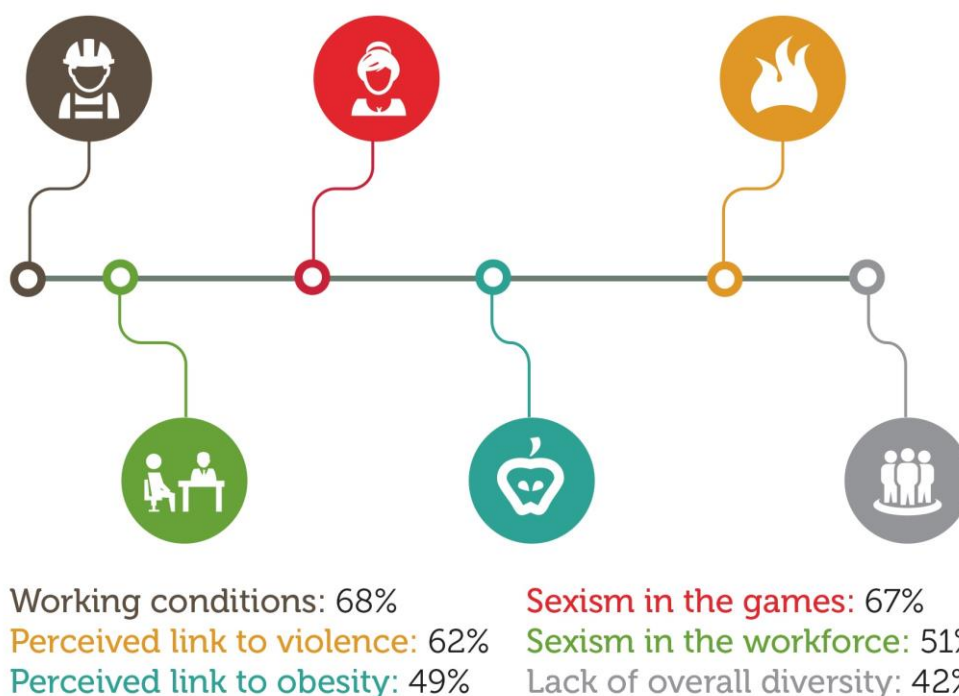 Working conditions: 68%
Sexism in the games: 67%
Perceived link to violence: 62%
Sexism in the workforce: 51%
Perceived link to obesity: 49%
Lack of overall diversity: 42%